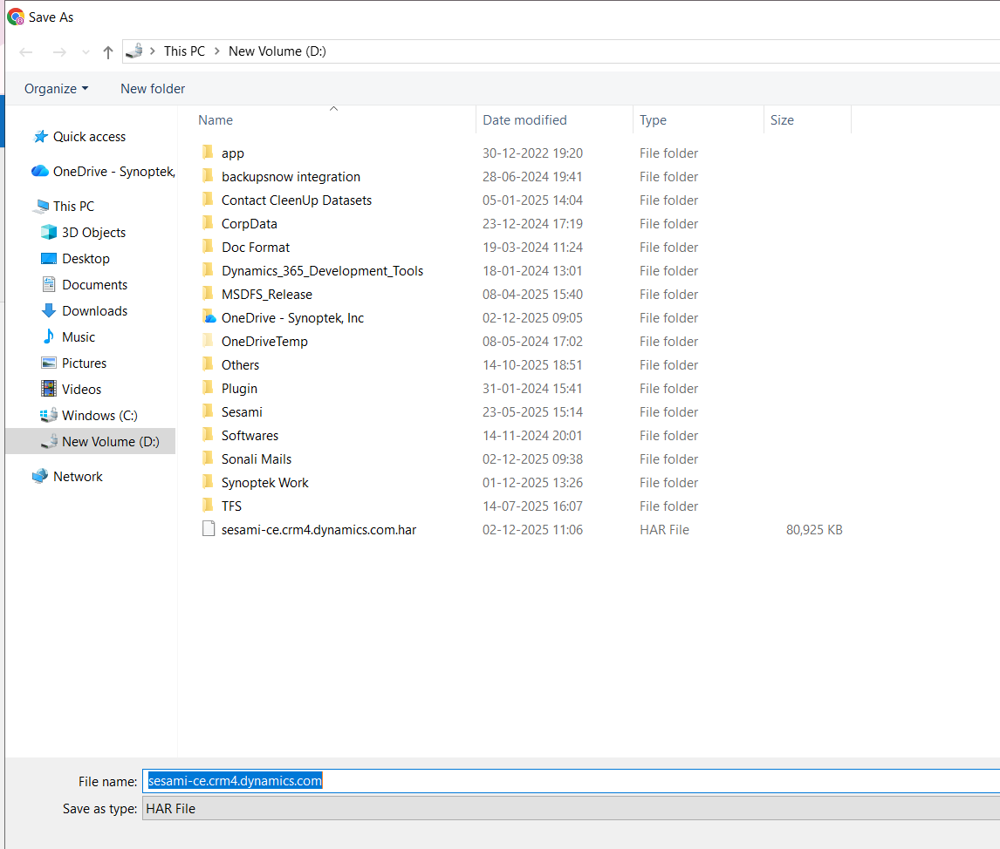 Save As
This PC > New Volume (D:)
Organize New folder
Name Date modified Type Size
Quick access
OneDrive - Synoptek,
This PC
3D Objects
Desktop
Documents
Downloads
Music
Pictures
Videos
Windows (C:)
New Volume (D:)
Network
app 30-12-2022 19:20 File folder
backupsnow integration 28-06-2024 19:41 File folder
Contact CleenUp Datasets 05-01-2025 14:04 File folder
CorpData 23-12-2024 17:19 File folder
Doc Format 19-03-2024 11:24 File folder
Dynamics_365_Development_Tools 18-01-2024 13:01 File folder
MSDFS_Release 08-04-2025 15:40 File folder
OneDrive - Synoptek, Inc 02-12-2025 09:05 File folder
OneDriveTemp 08-05-2024 17:02 File folder
Others 14-10-2025 18:51 File folder
Plugin 31-01-2024 15:41 File folder
Sesami 23-05-2025 15:14 File folder
Softwares 14-11-2024 20:01 File folder
Sonali Mails 02-12-2025 09:38 File folder
Synoptek Work 01-12-2025 13:26 File folder
TFS 14-07-2025 16:07 File folder
sesami-ce.crm4.dynamics.com.har 02-12-2025 11:06 HAR File 80,925 KB
File name: sesami-ce.crm4.dynamics.com
Save as type: HAR File